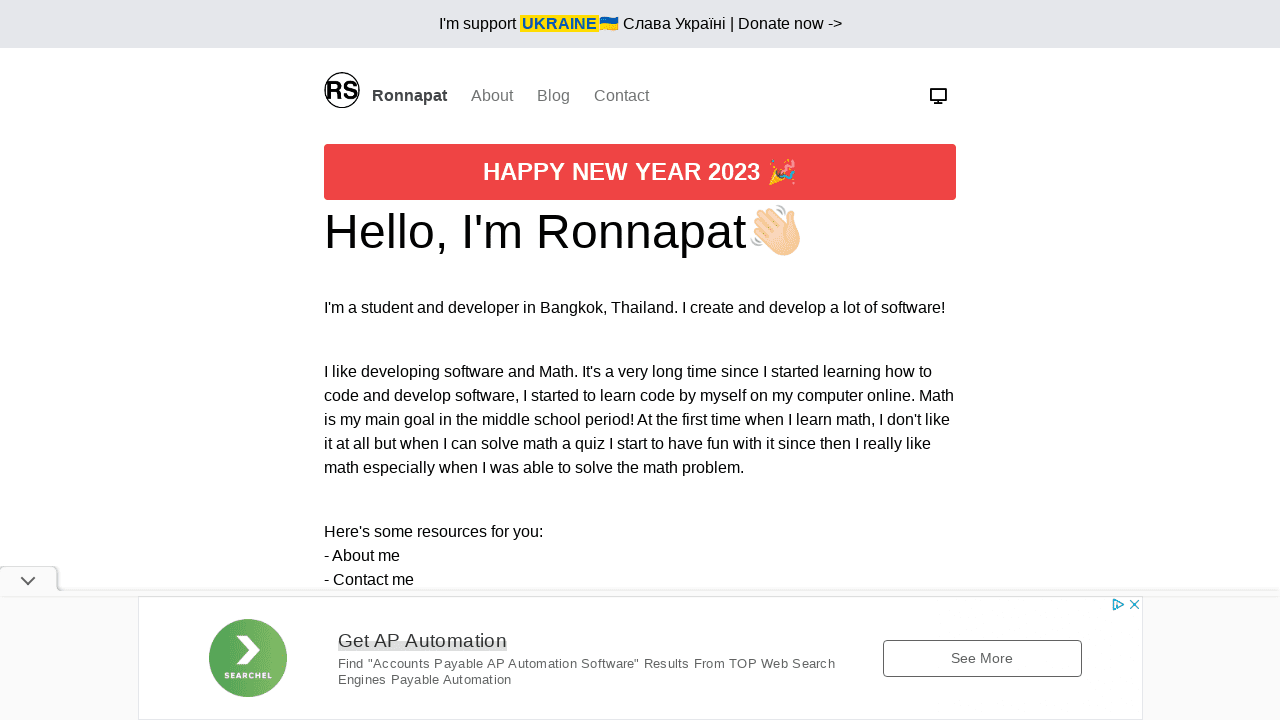 I'm support UKRAINE 🇺🇦 Слава Україні | Donate now ->
RS Ronnapat About Blog Contact
HAPPY NEW YEAR 2023 🎉
Hello, I'm Ronnapat👋🏻
I'm a student and developer in Bangkok, Thailand. I create and develop a lot of software!
I like developing software and Math. It's a very long time since I started learning how to
code and develop software, I started to learn code by myself on my computer online. Math
is my main goal in the middle school period! At the first time when I learn math, I don't like
it at all but when I can solve math a quiz I start to have fun with it since then I really like
math especially when I was able to solve the math problem.
Here's some resources for you:
- About me
- Contact me
SEARCHEL
Get AP Automation
Find "Accounts Payable AP Automation Software" Results From TOP Web Search
Engines Payable Automation
See More